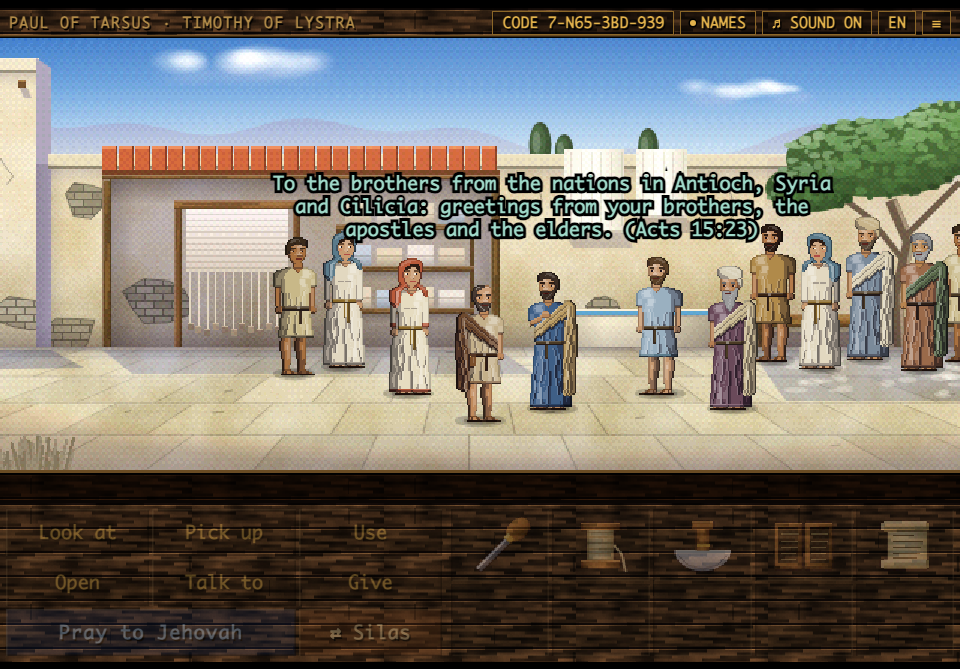 PAUL OF TARSUS · TIMOTHY OF LYSTRA
CODE 7-N65-3BD-939
• NAMES
♬ SOUND ON
EN
≡
To the brothers from the nations in Antioch, Syria
and Cilicia: greetings from your brothers, the
apostles and the elders. (Acts 15:23)
Look at
Pick up
Use
Open
Talk to
Give
Pray to Jehovah
⇄ Silas